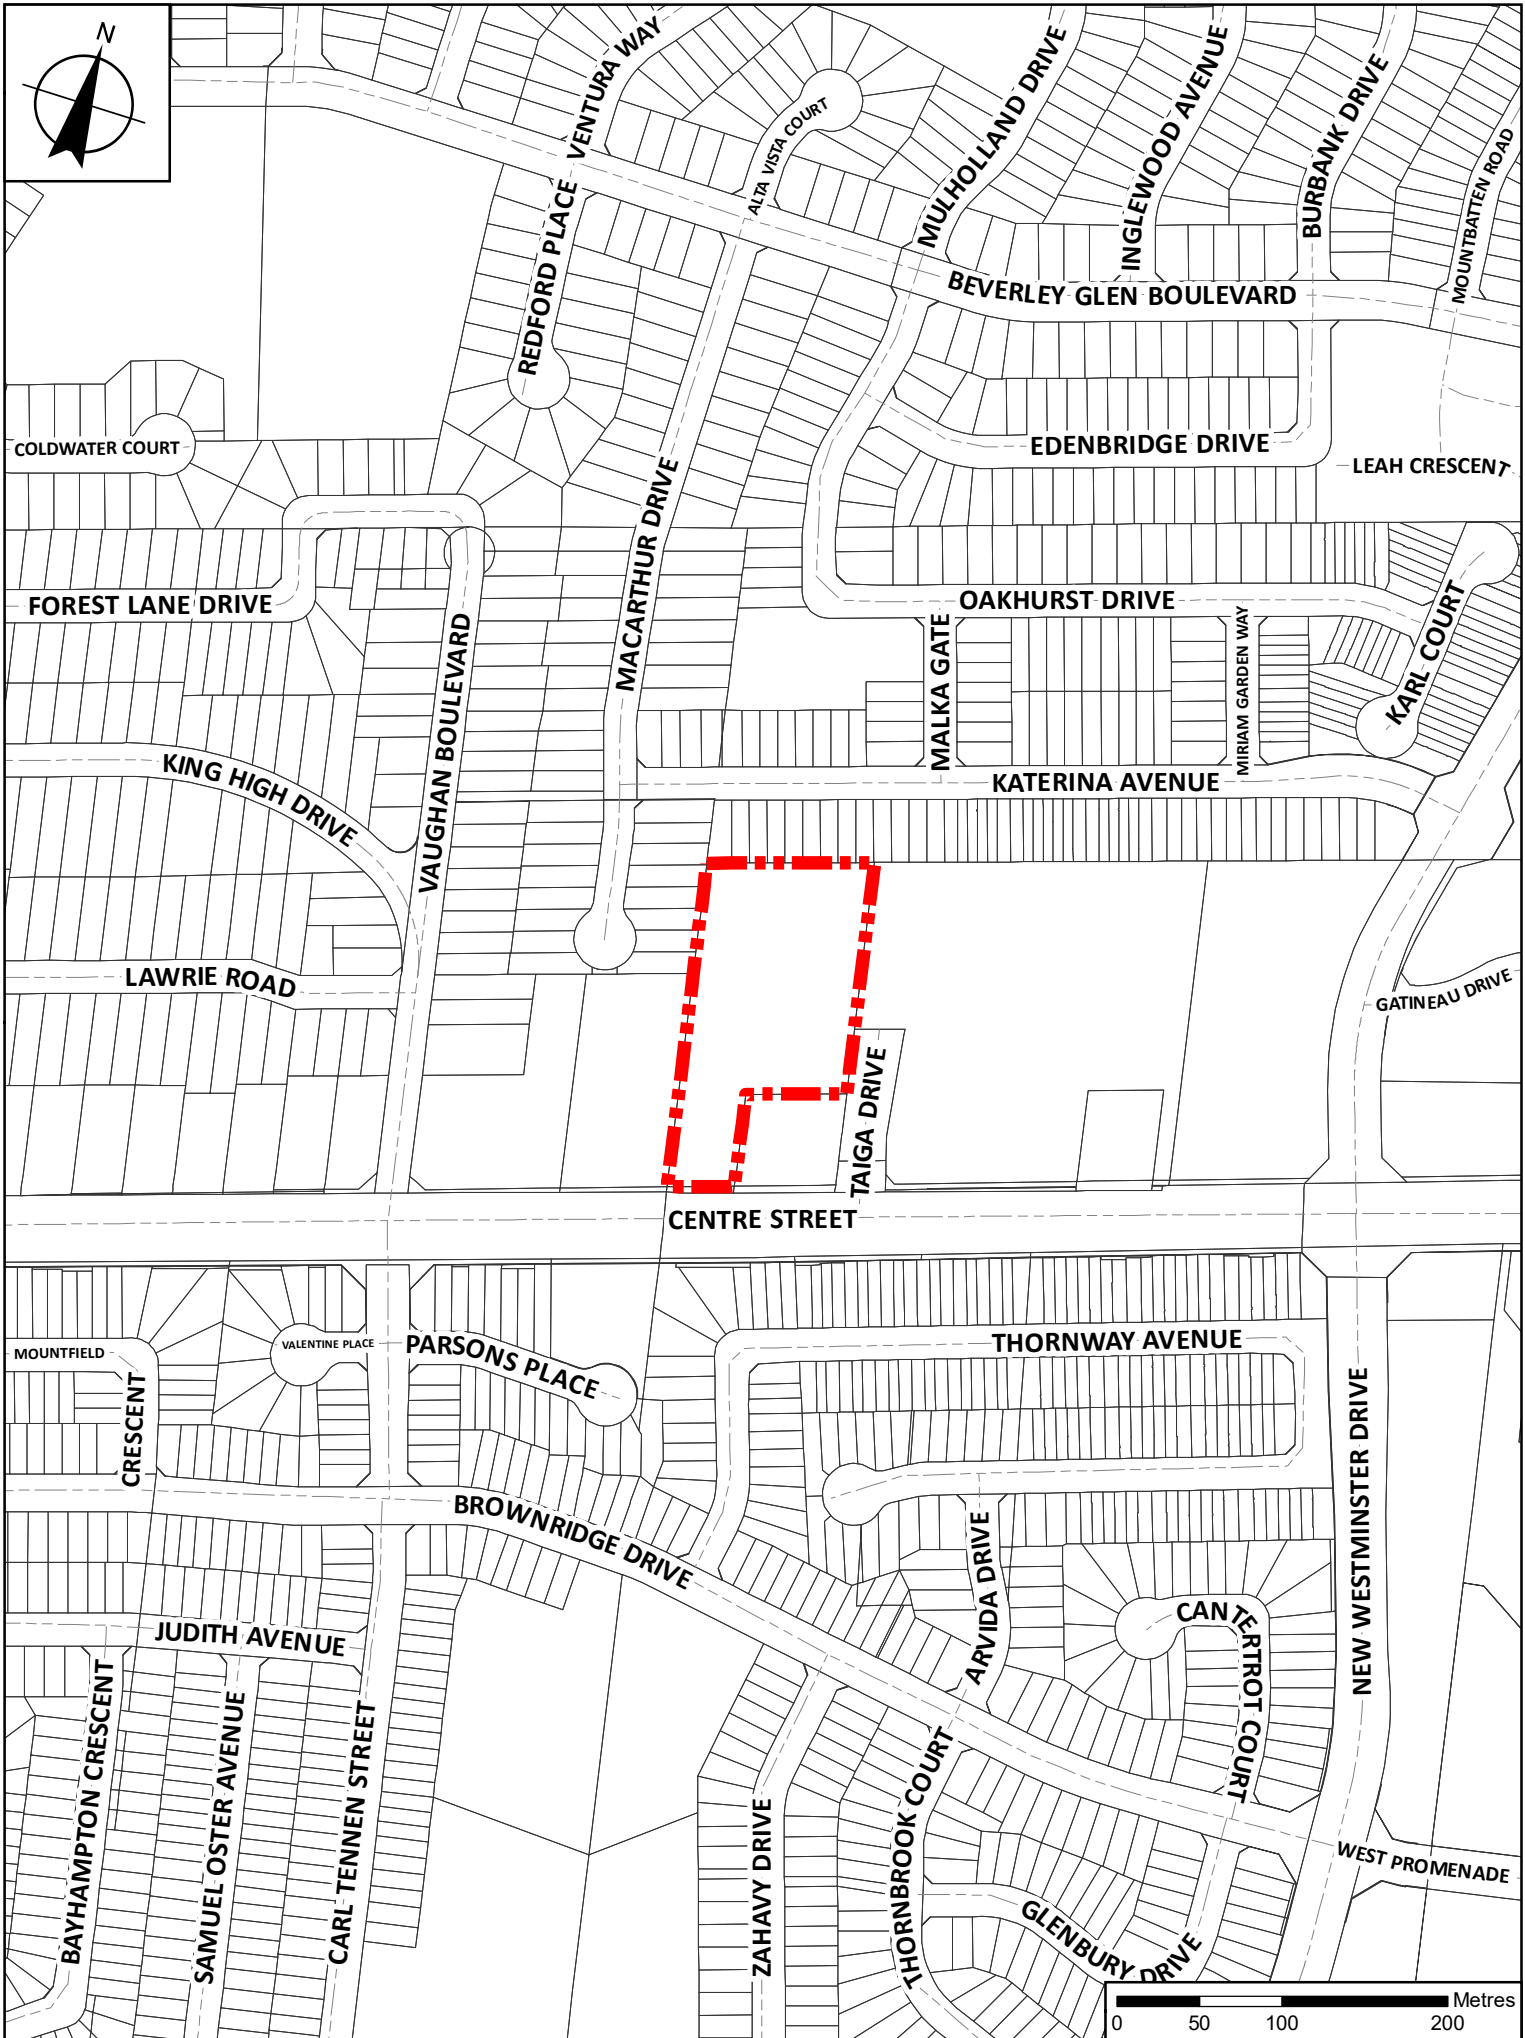 N
VENTURA WAY
REDFORD PLACE
ALTA VISTA COURT
MULHOLLAND DRIVE
INGLEWOOD AVENUE
BURBANK DRIVE
MOUNTBATTEN ROAD
BEVERLEY GLEN BOULEVARD
COLDWATER COURT
EDENBRIDGE DRIVE
LEAH CRESCENT
MACARTHUR DRIVE
FOREST LANE DRIVE
OAKHURST DRIVE
VAUGHAN BOULEVARD
MALKA GATE
MIRIAM GARDEN WAY
KARL COURT
KING HIGH DRIVE
KATERINA AVENUE
LAWRIE ROAD
GATINEAU DRIVE
TAIGA DRIVE
CENTRE STREET
MOUNTFIELD
CRESCENT
VALENTINE PLACE
PARSONS PLACE
THORNWAY AVENUE
NEW WESTMINSTER DRIVE
BROWNRIDGE DRIVE
ARVIDA DRIVE
CANTERTROT COURT
JUDITH AVENUE
BAYHAMPTON CRESCENT
SAMUEL OSTER AVENUE
CARL TENNEN STREET
ZAHAVY DRIVE
THORNBROOK COURT
GLENBURY DRIVE
WEST PROMENADE
Metres
0 50 100 200